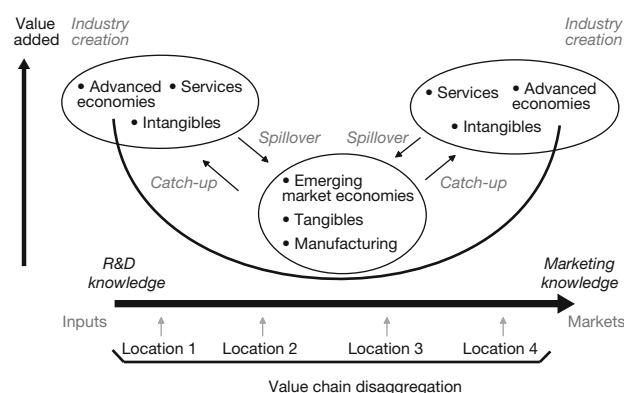 Value
added
Industry
creation
Industry
creation
• Advanced • Services
economies
• Intangibles
• Services • Advanced
economies
• Intangibles
Spillover
Spillover
Catch-up
Catch-up
• Emerging
market economies
• Tangibles
• Manufacturing
R&D
knowledge
Marketing
knowledge
Inputs
Markets
Location 1
Location 2
Location 3
Location 4
Value chain disaggregation